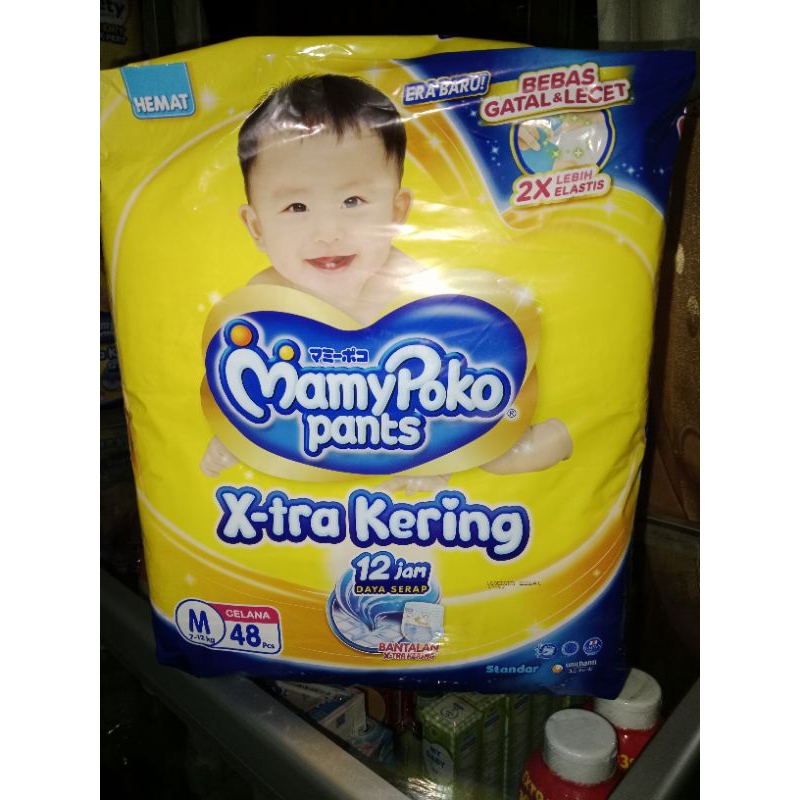 HEMAT
ERA BARU!
BEBAS
GATAL & LECET
2X LEBIH
ELASTIS
マミーポコ
MamyPoko
pants
®
X-tra Kering
12 jam
DAYA SERAP
M
7-12 kg
CELANA
48 Pcs
BANTALAN
X-TRA KERING
Standar
unicharm